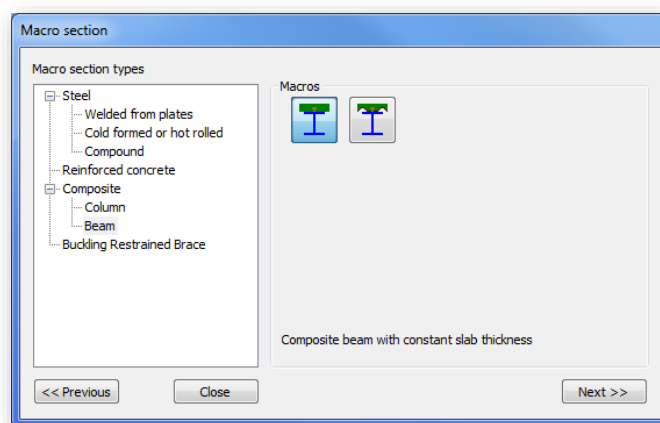 Macro section
Macro section types
Steel
Welded from plates
Cold formed or hot rolled
Compound
Reinforced concrete
Composite
Column
Beam
Buckling Restrained Brace
Macros
Composite beam with constant slab thickness
<< Previous
Close
Next >>